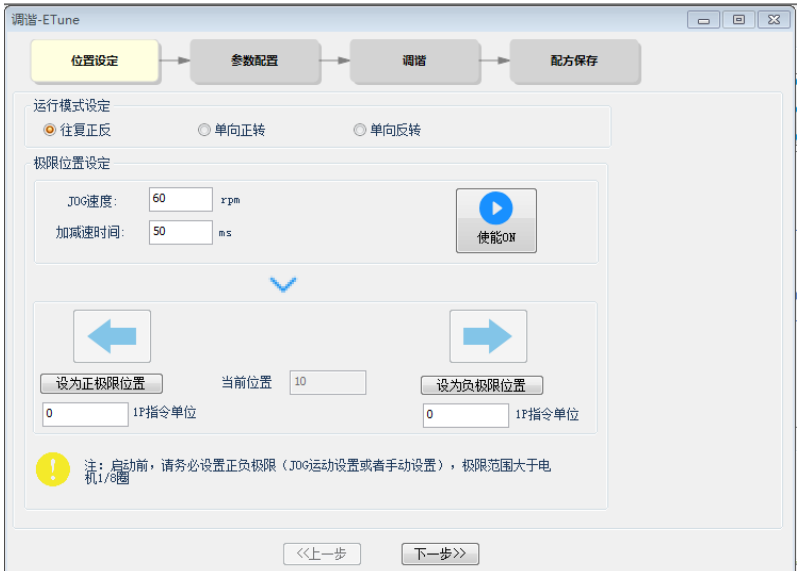 调谐-ETune
位置设定
参数配置
调谐
配方保存
运行模式设定
往复正反
单向正转
单向反转
极限位置设定
JOG速度:
60
rpm
使能ON
加减速时间:
50
ms
设为正极限位置
当前位置
10
设为负极限位置
0
1P指令单位
0
1P指令单位
注: 启动前, 请务必设置正负极限 (JOG运动设置或者手动设置) , 极限范围大于电
机1/8圈
<<上一步
下一步>>